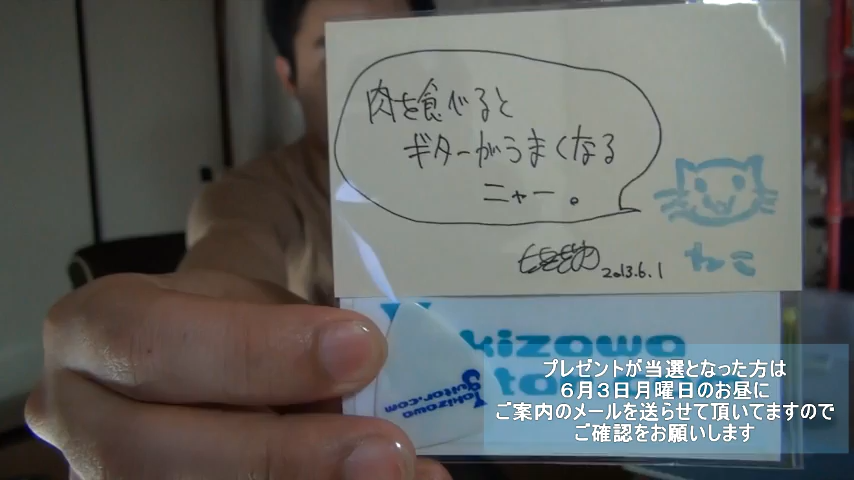 肉を食べると
ギターがうまくなる
ニャー。
ねこ
2013.6.1
kizawa
Takizawa
Guitar.com
プレゼントが当選となった方は
６月３日月曜日のお昼に
ご案内のメールを送らせて頂いてますので
ご確認をお願いします